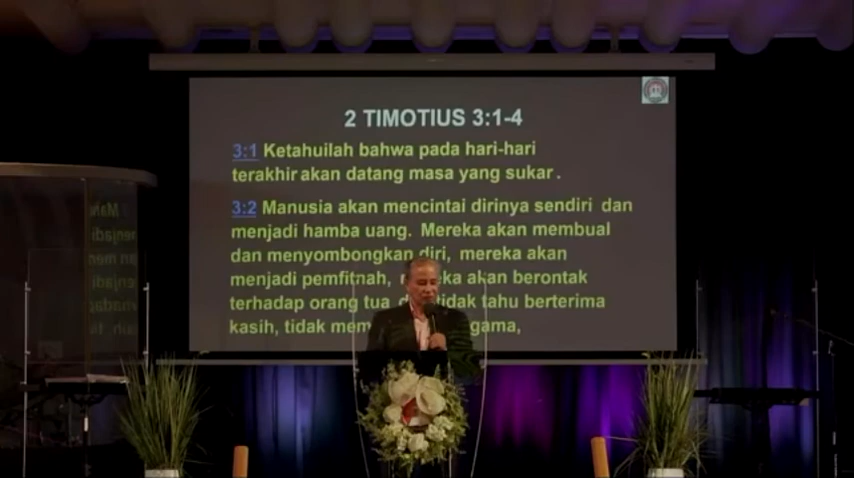 2 TIMOTIUS 3:1-4
3:1 Ketahuilah bahwa pada hari-hari
terakhir akan datang masa yang sukar.
3:2 Manusia akan mencintai dirinya sendiri dan
menjadi hamba uang. Mereka akan membual
dan menyombongkan diri, mereka akan
menjadi pemfitnah, akan berontak
terhadap orang tua tidak tahu berterima
kasih, tidak